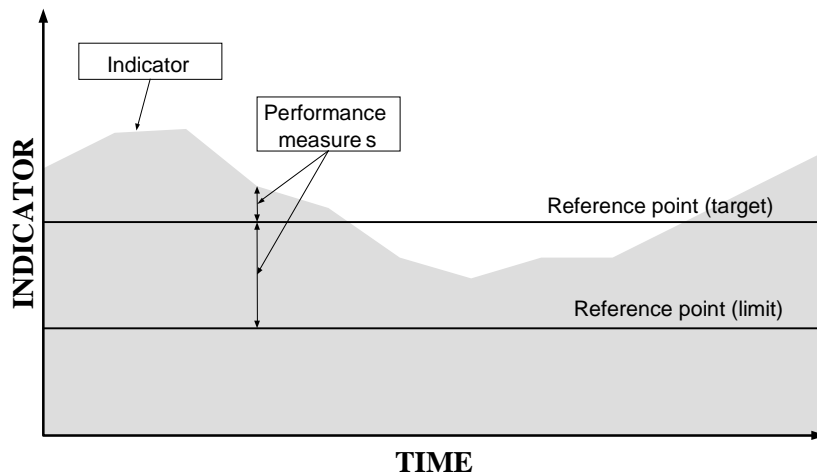 Indicator
Performance
measure s
INDICATOR
Reference point (target)
Reference point (limit)
TIME